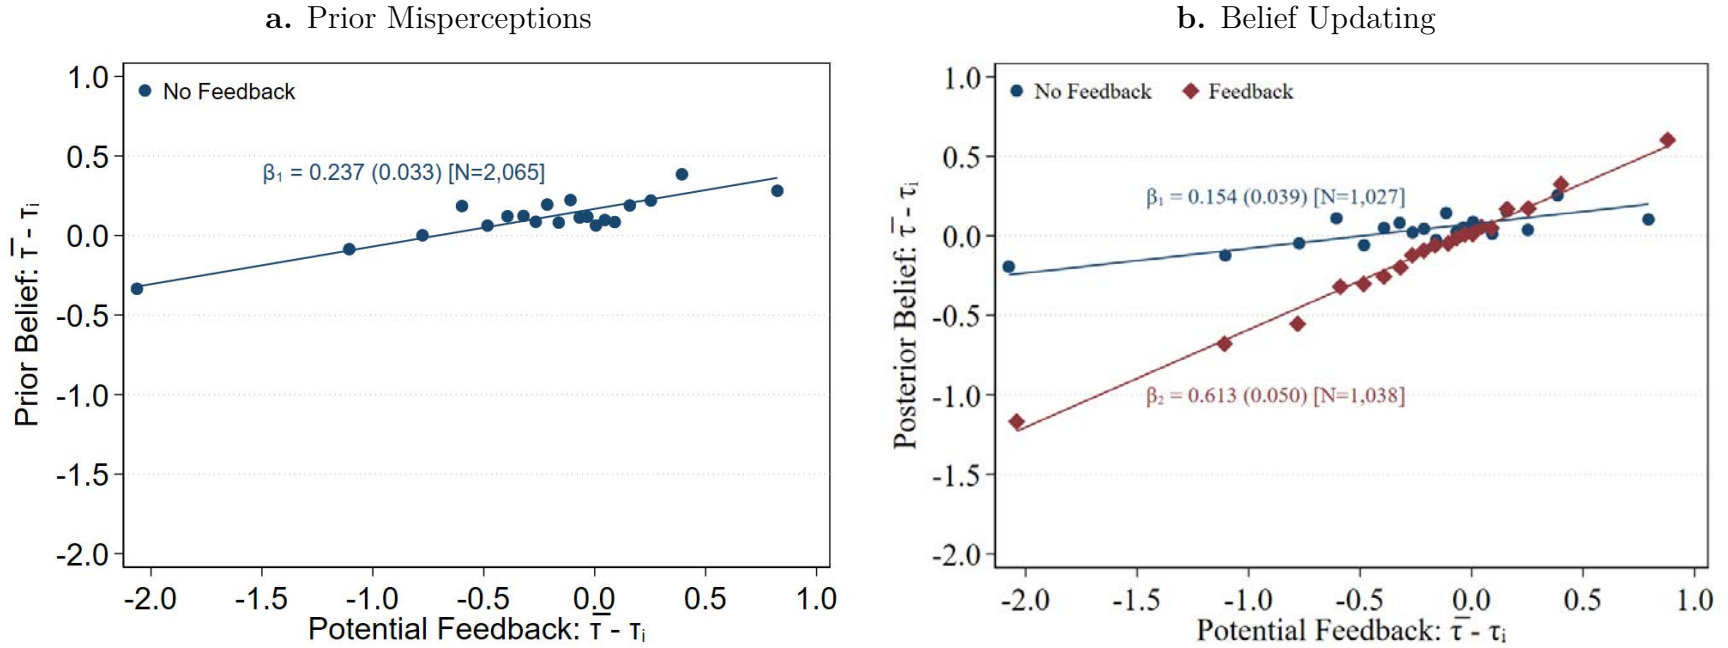 a. Prior Misperceptions
No Feedback
β₁ = 0.237 (0.033) [N=2,065]
Prior Belief: τ̅ - τᵢ
1.0
0.5
0.0
-0.5
-1.0
-1.5
-2.0
-2.0 -1.5 -1.0 -0.5 0.0 0.5 1.0
Potential Feedback: τ̅ - τᵢ
b. Belief Updating
No Feedback Feedback
β₁ = 0.154 (0.039) [N=1,027]
β₂ = 0.613 (0.050) [N=1,038]
Posterior Belief: τ̅ - τᵢ
1.0
0.5
0.0
-0.5
-1.0
-1.5
-2.0
-2.0 -1.5 -1.0 -0.5 0.0 0.5 1.0
Potential Feedback: τ̅ - τᵢ